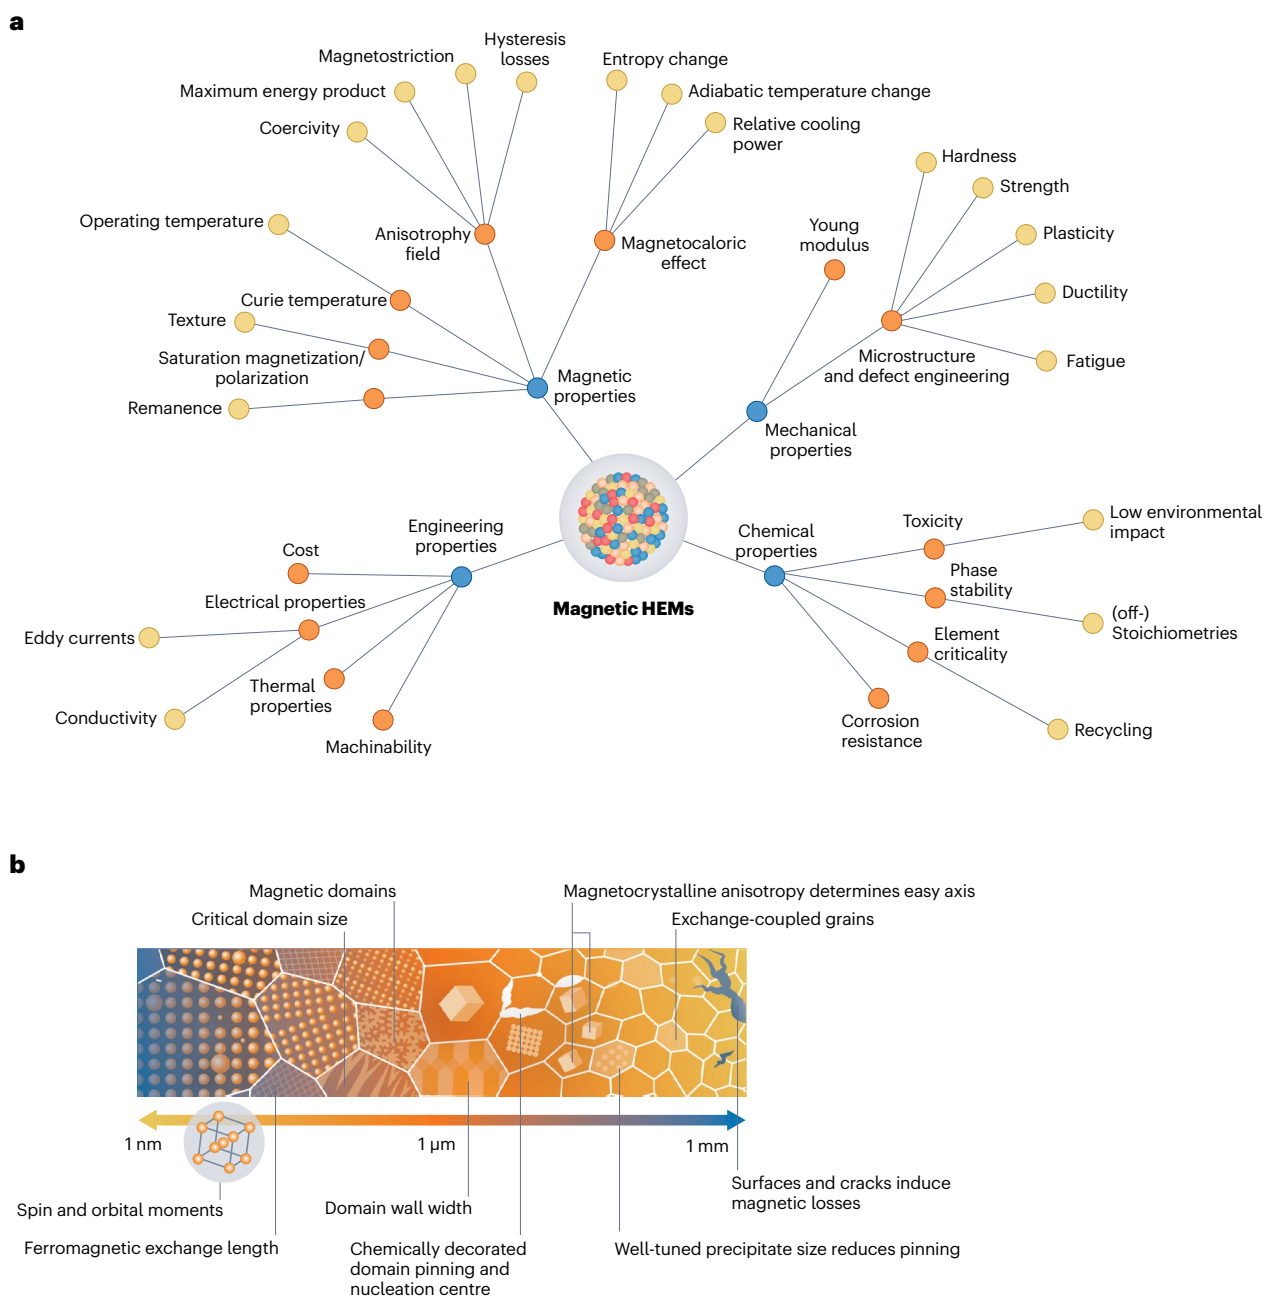 a
Hysteresis
losses
Magnetostriction
Entropy change
Maximum energy product
Adiabatic temperature change
Coercivity
Relative cooling
power
Hardness
Strength
Operating temperature
Anisotrophy
field
Magnetocaloric
effect
Young
modulus
Plasticity
Curie temperature
Ductility
Texture
Saturation magnetization/
polarization
Microstructure
and defect engineering
Fatigue
Remanence
Magnetic
properties
Mechanical
properties
Engineering
properties
Chemical
properties
Toxicity
Low environmental
impact
Cost
Phase
stability
Electrical properties
Magnetic HEMs
(off-)
Stoichiometries
Eddy currents
Element
criticality
Thermal
properties
Conductivity
Corrosion
resistance
Recycling
Machinability
b
Magnetic domains
Magnetocrystalline anisotropy determines easy axis
Critical domain size
Exchange-coupled grains
1 nm
1 μm
1 mm
Surfaces and cracks induce
magnetic losses
Spin and orbital moments
Domain wall width
Ferromagnetic exchange length
Chemically decorated
domain pinning and
nucleation centre
Well-tuned precipitate size reduces pinning